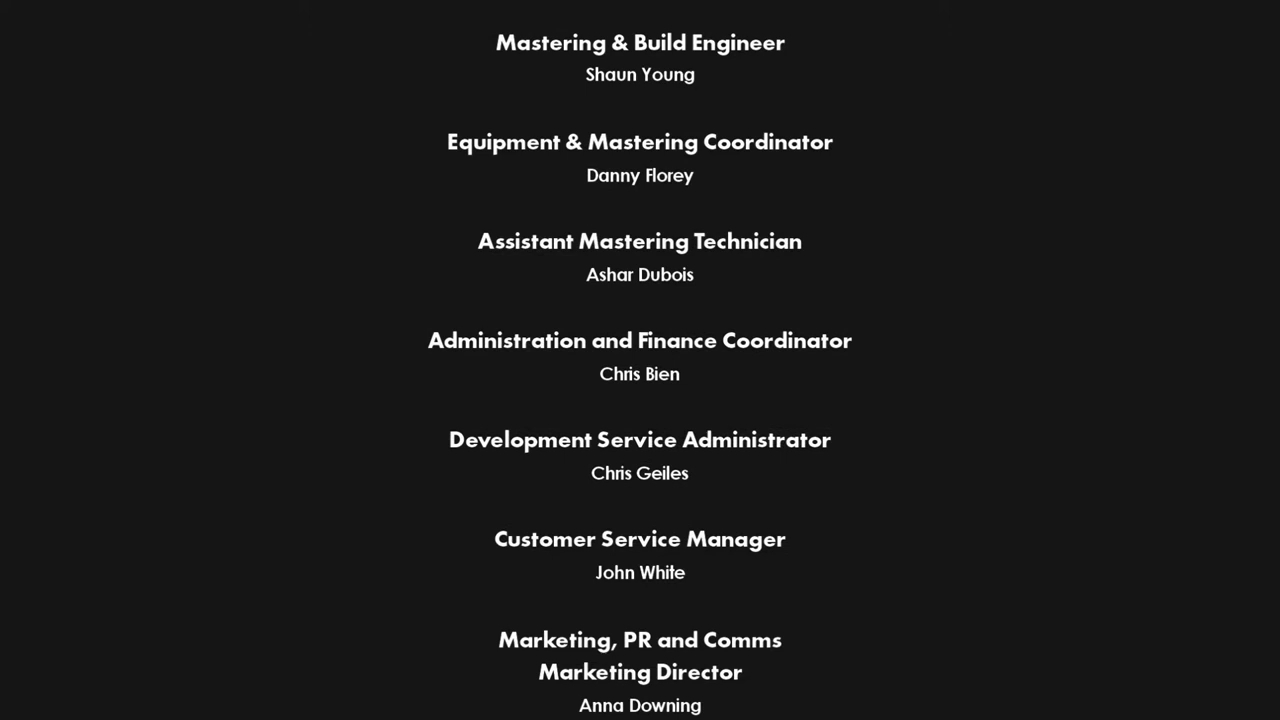 Mastering & Build Engineer
Shaun Young
Equipment & Mastering Coordinator
Danny Florey
Assistant Mastering Technician
Ashar Dubois
Administration and Finance Coordinator
Chris Bien
Development Service Administrator
Chris Geiles
Customer Service Manager
John White
Marketing, PR and Comms
Marketing Director
Anna Downing